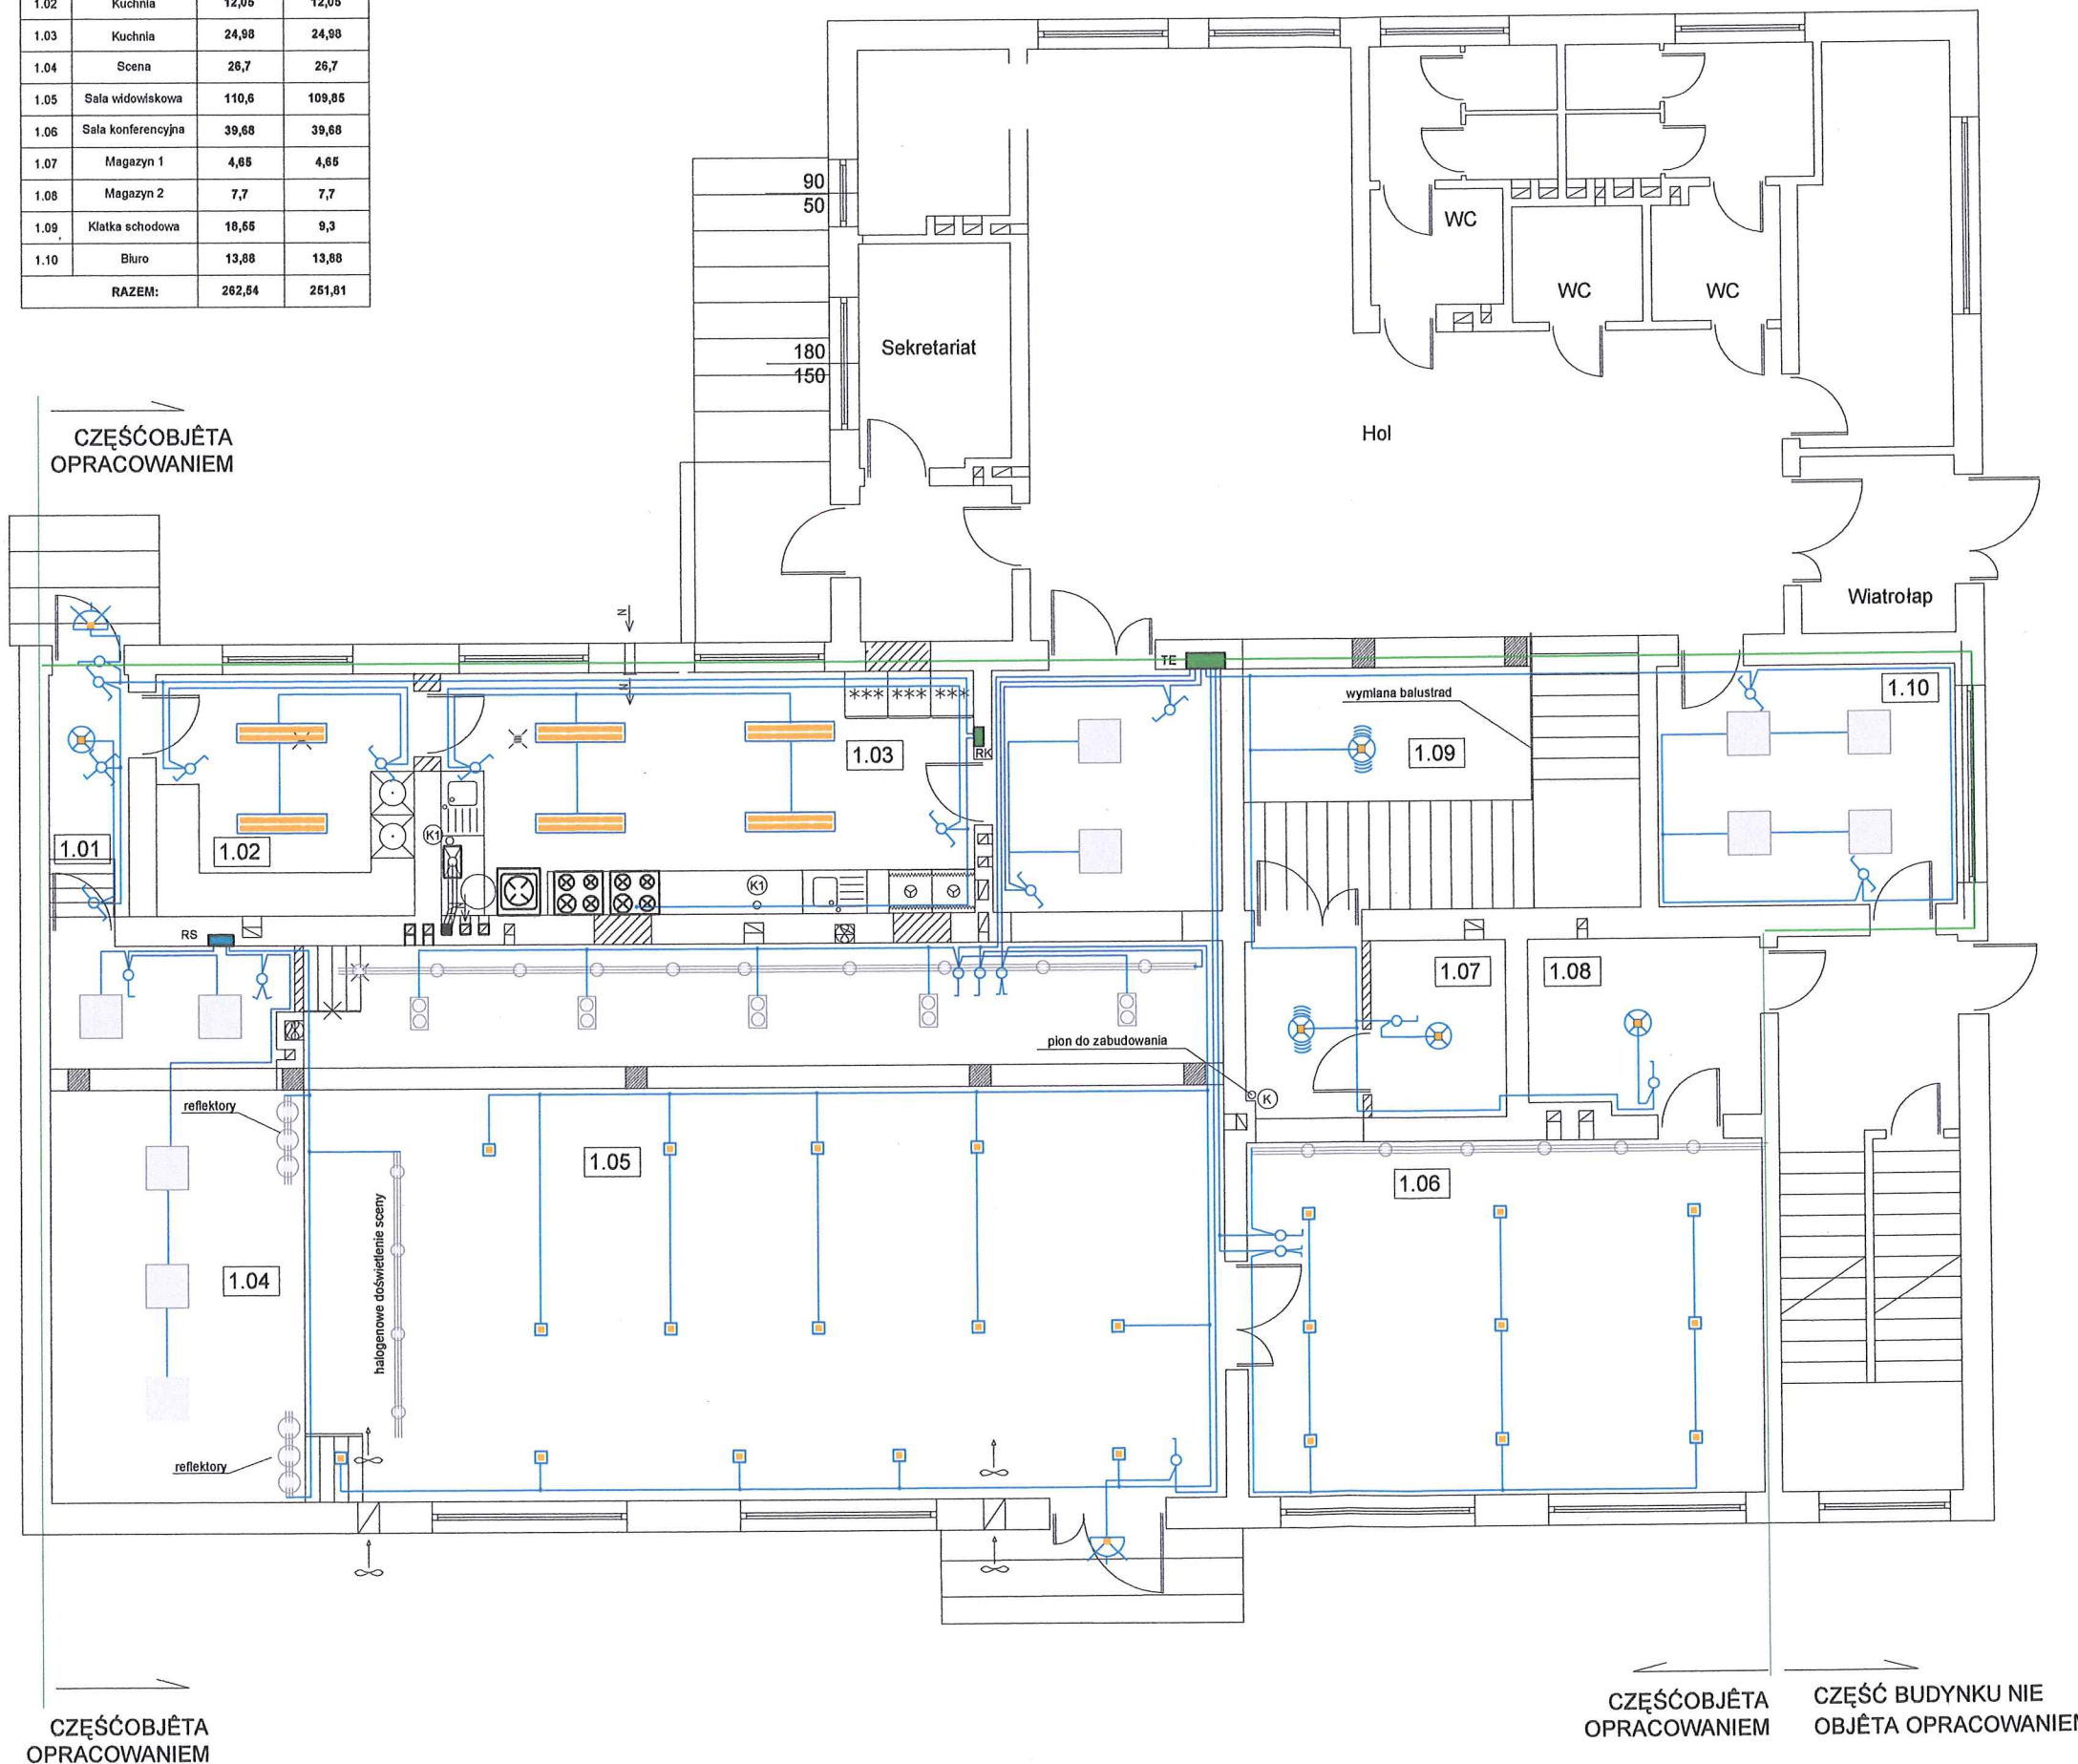 1.02 Kuchnia 12,05 12,05
1.03 Kuchnia 24,98 24,98
1.04 Scena 26,7 26,7
1.05 Sala widowiskowa 110,6 109,85
1.06 Sala konferencyjna 39,68 39,68
1.07 Magazyn 1 4,65 4,65
1.08 Magazyn 2 7,7 7,7
1.09 Klatka schodowa 18,55 9,3
1.10 Biuro 13,88 13,88
RAZEM: 262,54 251,81
90
50
WC
WC
WC
180
150
Sekretariat
Hol
CZĘŚĆOBJÊTA
OPRACOWANIEM
Wiatrołap
N
N
TE
wymiana balustrad
1.10
***
***
***
RK
1.03
1.09
K1
1.01
1.02
K1
RS
1.07
1.08
pion do zabudowania
K
reflektory
1.05
1.06
halogenowe doświetlenie sceny
1.04
reflektory
CZĘŚĆOBJÊTA
OPRACOWANIEM
CZĘŚĆOBJÊTA
OPRACOWANIEM
CZĘŚĆ BUDYNKU NIE
OBJÊTA OPRACOWANIEM